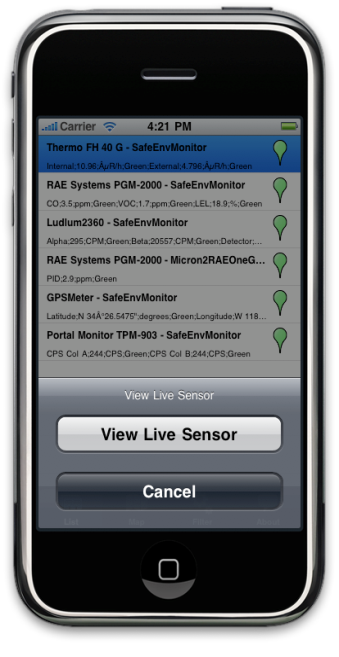 Carrier 4:21 PM
Thermo FH 40 G - SafeEnvMonitor
Internal;10.96;ÂµR/h;Green;External;4.796;ÂµR/h;Green
RAE Systems PGM-2000 - SafeEnvMonitor
CO;3.5;ppm;Green;VOC;1.7;ppm;Green;LEL;18.9;%;Green
Ludlum2360 - SafeEnvMonitor
Alpha;295;CPM;Green;Beta;20557;CPM;Green;Detector;...
RAE Systems PGM-2000 - Micron2RAEOneG...
PID;2.9;ppm;Green
GPSMeter - SafeEnvMonitor
Latitude;N 34Â°26.5475";degrees;Green;Longitude;W 118...
Portal Monitor TPM-903 - SafeEnvMonitor
CPS Col A;244;CPS;Green;CPS Col B;244;CPS;Green
View Live Sensor
View Live Sensor
Cancel